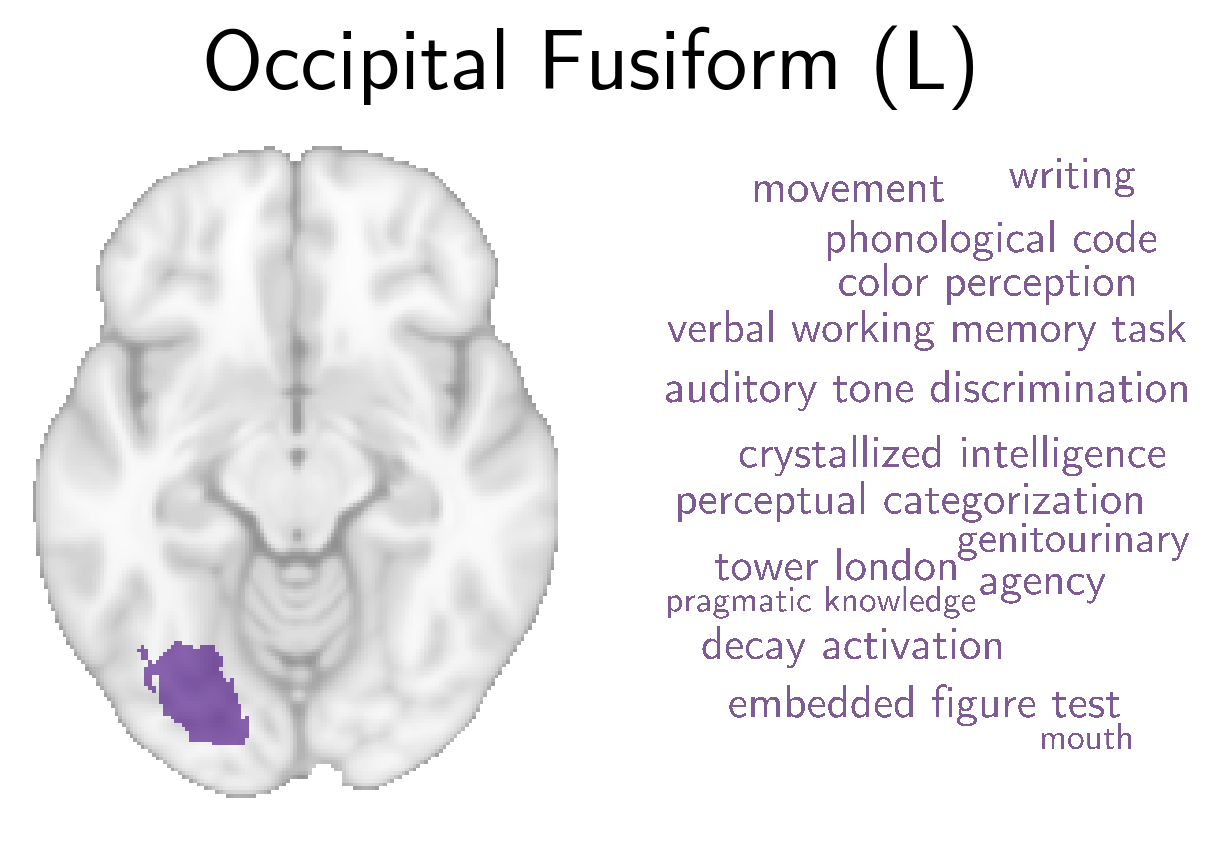 Occipital Fusiform (L)
writing
movement
phonological code
color perception
verbal working memory task
auditory tone discrimination
crystallized intelligence
perceptual categorization
genitourinary
tower london
agency
pragmatic knowledge
decay activation
embedded figure test
mouth